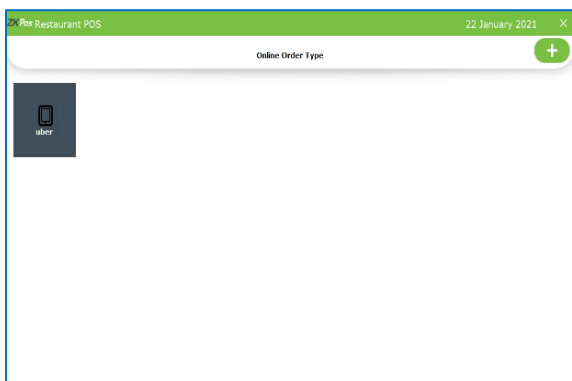 ZKPos Restaurant POS 22 January 2021 X
Online Order Type +
uber